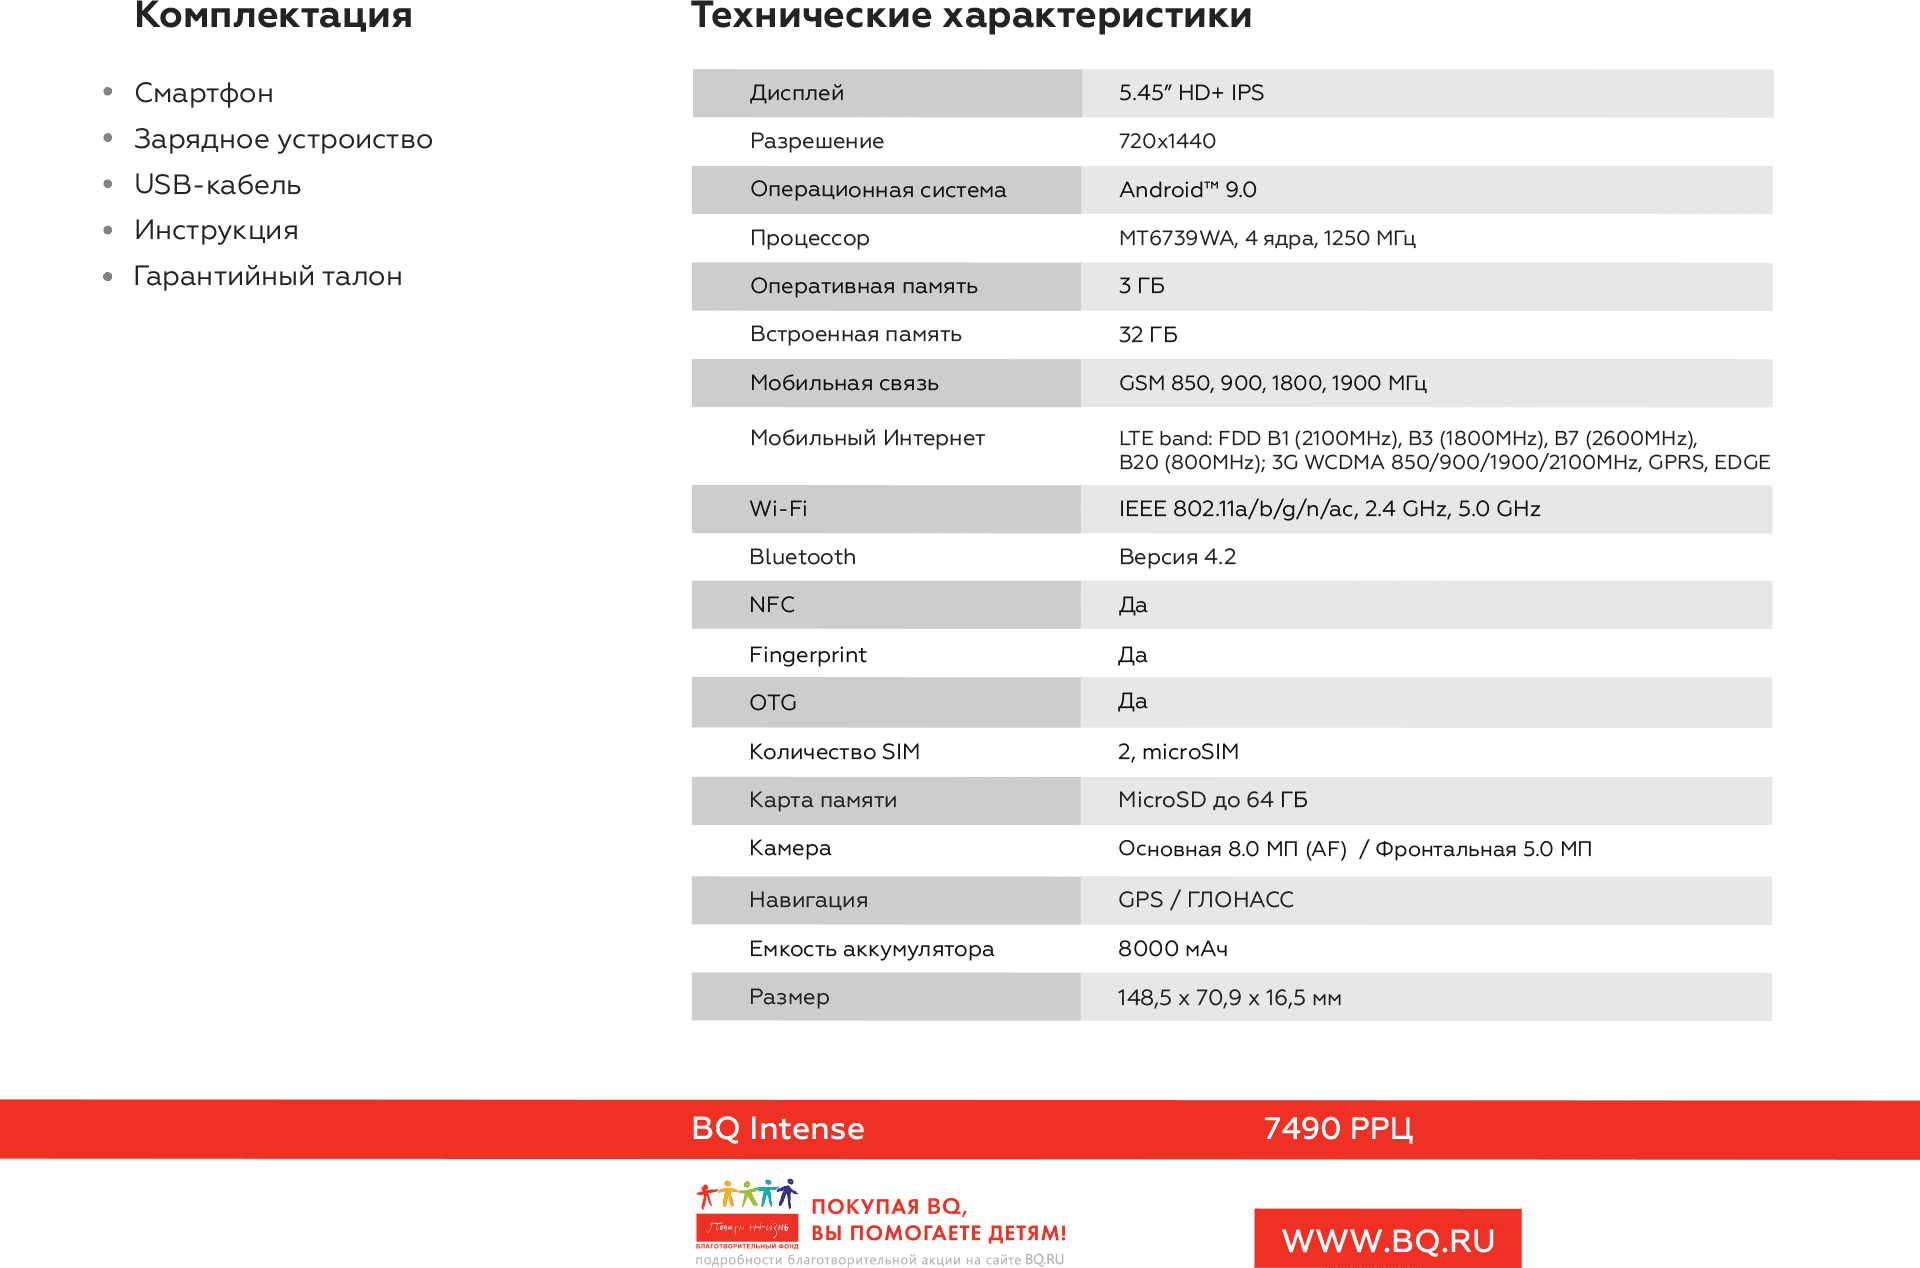 Комплектация
Смартфон
Зарядное устроиство
USB-кабель
Инструкция
Гарантийный талон
Технические характеристики
Дисплей 5.45” HD+ IPS
Разрешение 720x1440
Операционная система Android™ 9.0
Процессор MT6739WA, 4 ядра, 1250 МГц
Оперативная память 3 ГБ
Встроенная память 32 ГБ
Мобильная связь GSM 850, 900, 1800, 1900 МГц
Мобильный Интернет LTE band: FDD B1 (2100MHz), B3 (1800MHz), B7 (2600MHz),
B20 (800MHz); 3G WCDMA 850/900/1900/2100MHz, GPRS, EDGE
Wi-Fi IEEE 802.11a/b/g/n/ac, 2.4 GHz, 5.0 GHz
Bluetooth Версия 4.2
NFC Да
Fingerprint Да
OTG Да
Количество SIM 2, microSIM
Карта памяти MicroSD до 64 ГБ
Камера Основная 8.0 МП (AF) / Фронтальная 5.0 МП
Навигация GPS / ГЛОНАСС
Емкость аккумулятора 8000 мАч
Размер 148,5 x 70,9 x 16,5 мм
BQ Intense 7490 РРЦ
Подари жизнь
БЛАГОТВОРИТЕЛЬНЫЙ ФОНД
ПОКУПАЯ BQ,
ВЫ ПОМОГАЕТЕ ДЕТЯМ!
подробности благотворительной акции на сайте BQ.RU
WWW.BQ.RU